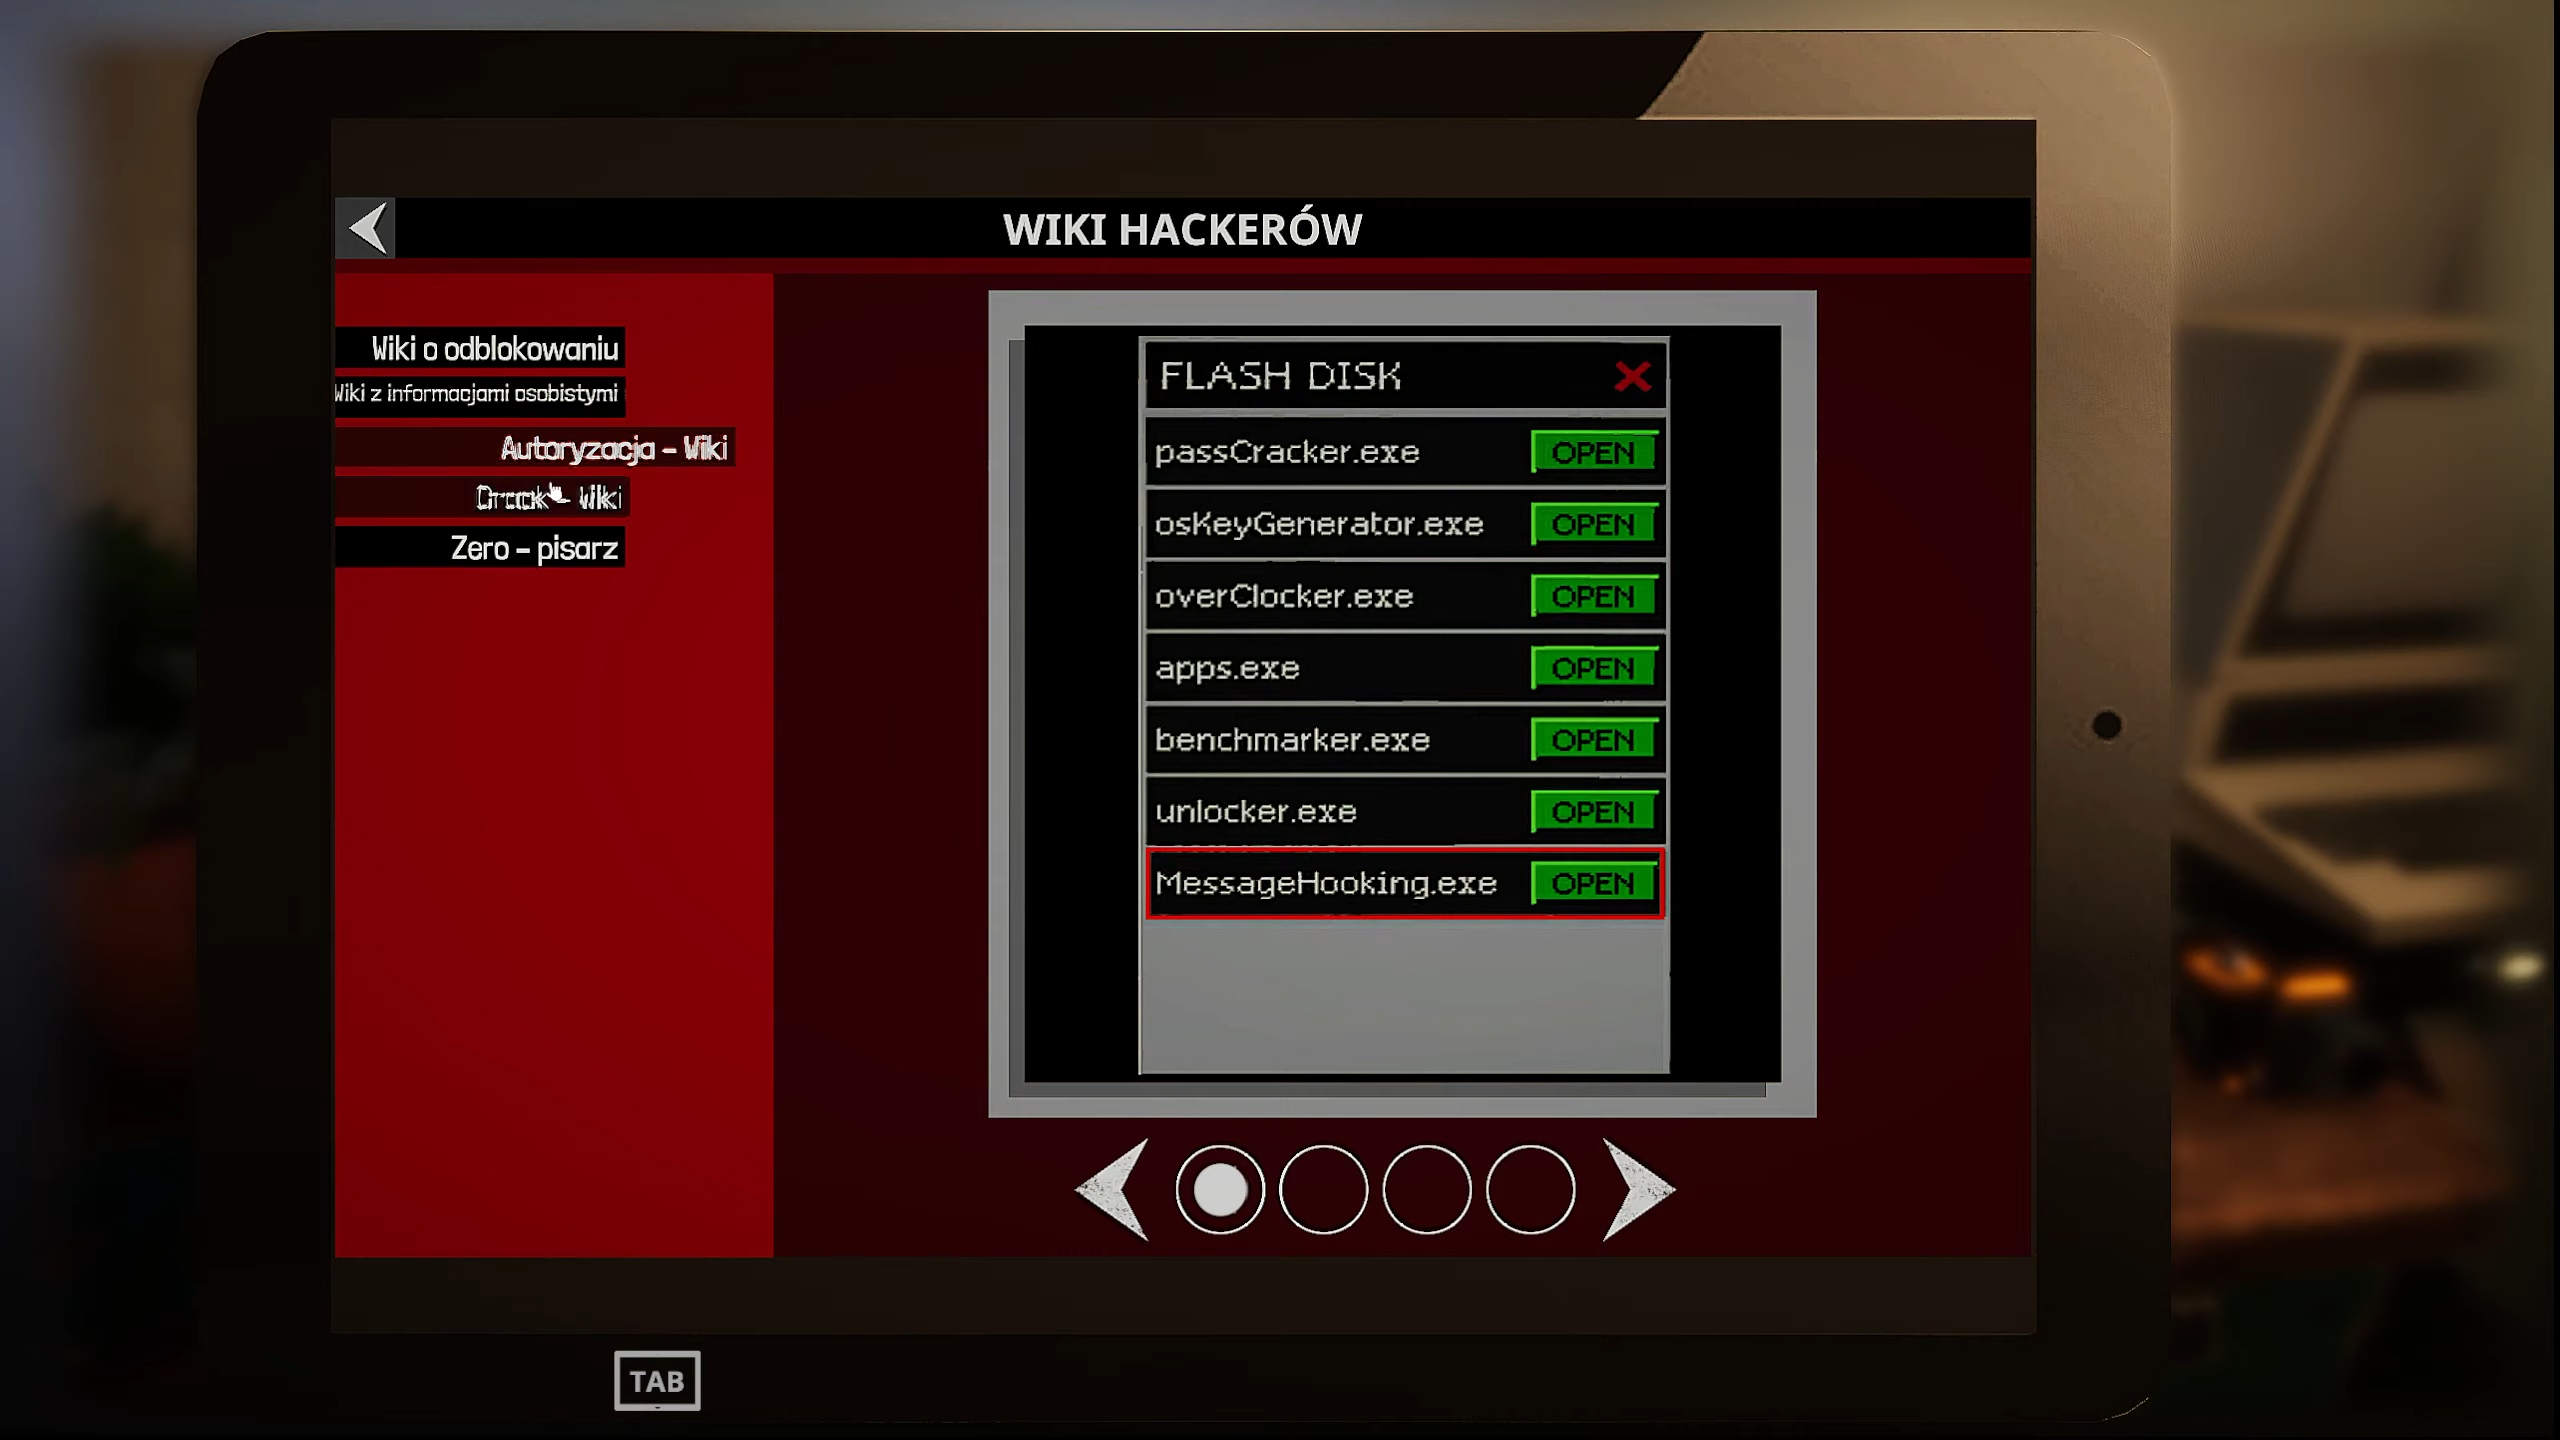 WIKI HACKERÓW
Wiki o odblokowaniu
Wiki z informacjami osobistymi
Autoryzacja - Wiki
Wiki
Zero - pisarz
FLASH DISK
passCracker.exe OPEN
osKeyGenerator.exe OPEN
overClocker.exe OPEN
apps.exe OPEN
benchmarker.exe OPEN
unlocker.exe OPEN
MessageHooking.exe OPEN
TAB